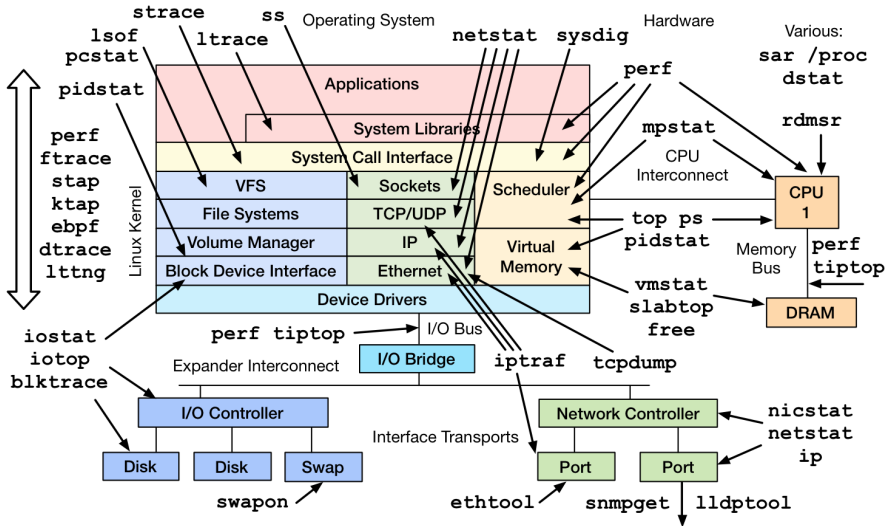 strace
ss
Operating System
Hardware
lsof
pcstat
ltrace
netstat
sysdig
Various:
sar /proc
dstat
pidstat
Applications
perf
System Libraries
rdmsr
mpstat
System Call Interface
CPU
Interconnect
perf
ftrace
stap
ktap
ebpf
dtrace
lttng
Linux Kernel
VFS
Sockets
Scheduler
File Systems
TCP/UDP
Volume Manager
IP
Virtual
Memory
Block Device Interface
Ethernet
Device Drivers
CPU
1
top ps
pidstat
Memory
Bus
perf
tiptop
vmstat
slabtop
free
DRAM
iostat
iotop
blktrace
perf tiptop
I/O Bus
Expander Interconnect
I/O Bridge
iptraf
tcpdump
I/O Controller
Network Controller
nicstat
netstat
ip
Interface Transports
Disk
Disk
Swap
Port
Port
swapon
ethtool
snmpget
lldptool